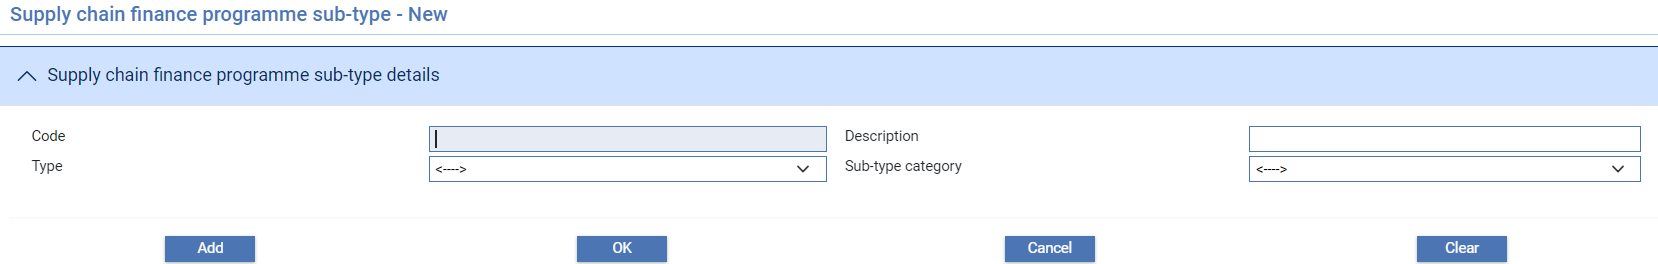 Supply chain finance programme sub-type - New
Supply chain finance programme sub-type details
Code Description
Type <----> Sub-type category <---->
Add OK Cancel Clear